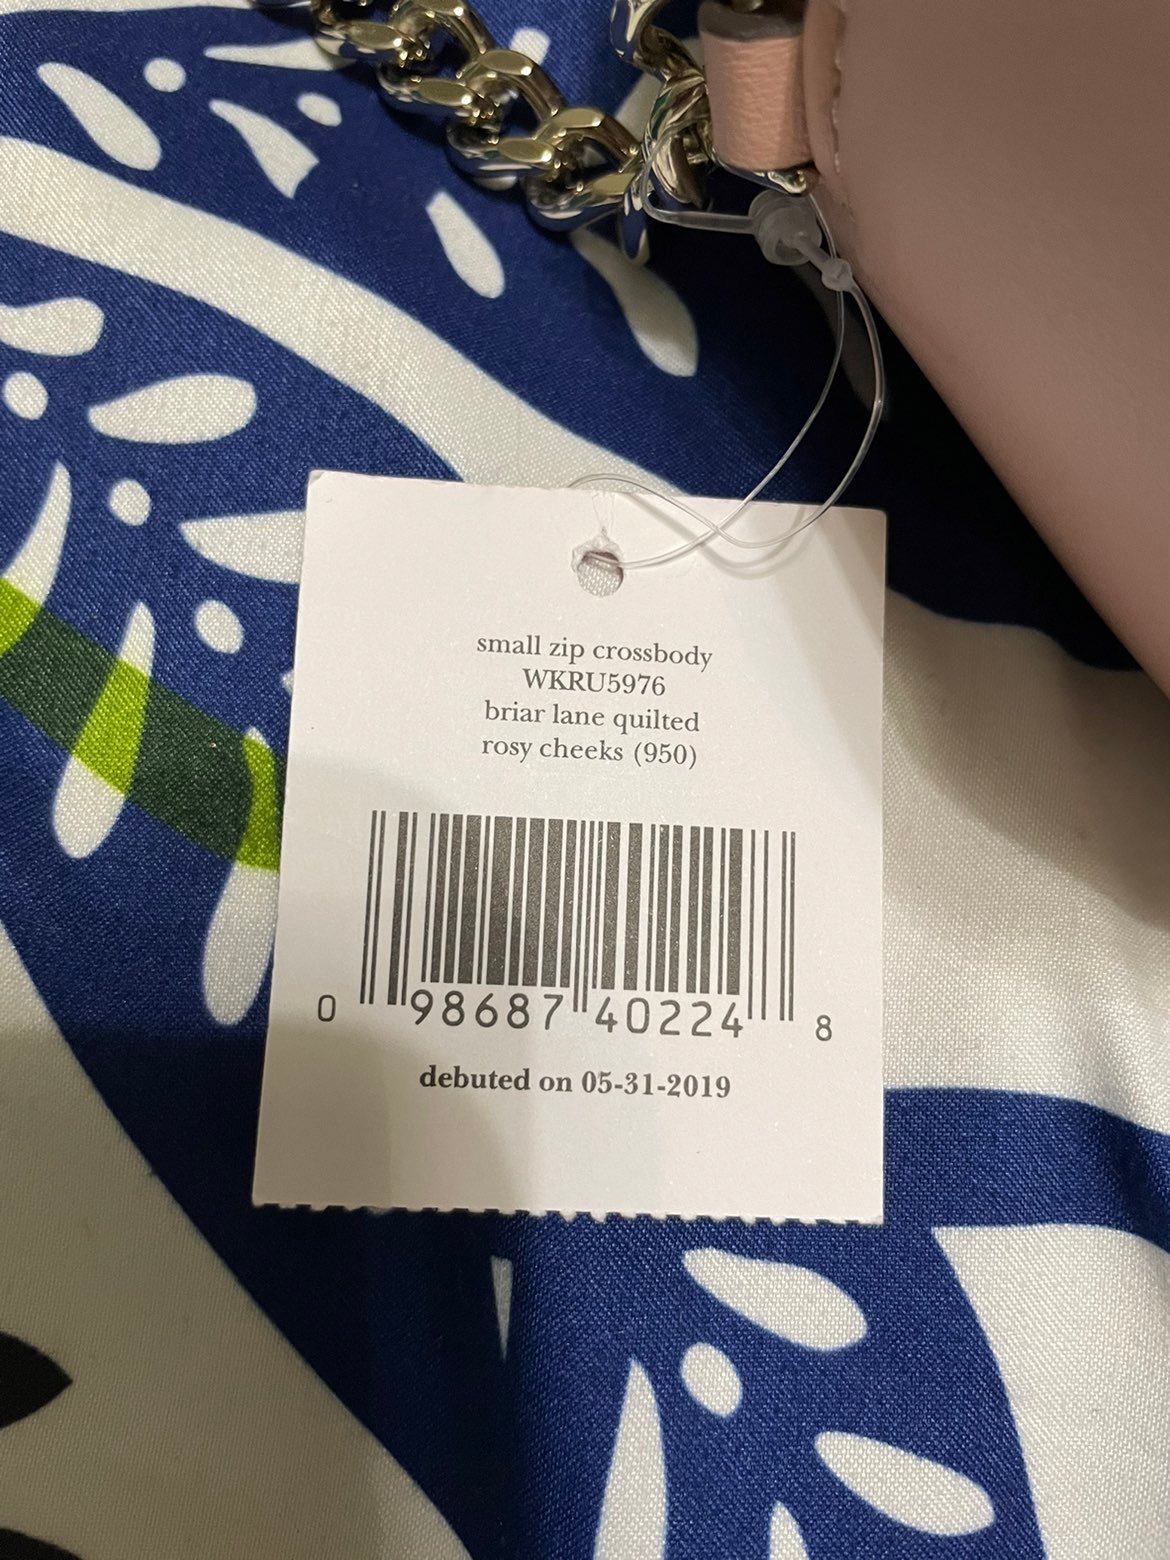 small zip crossbody
WKRU5976
briar lane quilted
rosy cheeks (950)
0 98687 40224 8
debuted on 05-31-2019